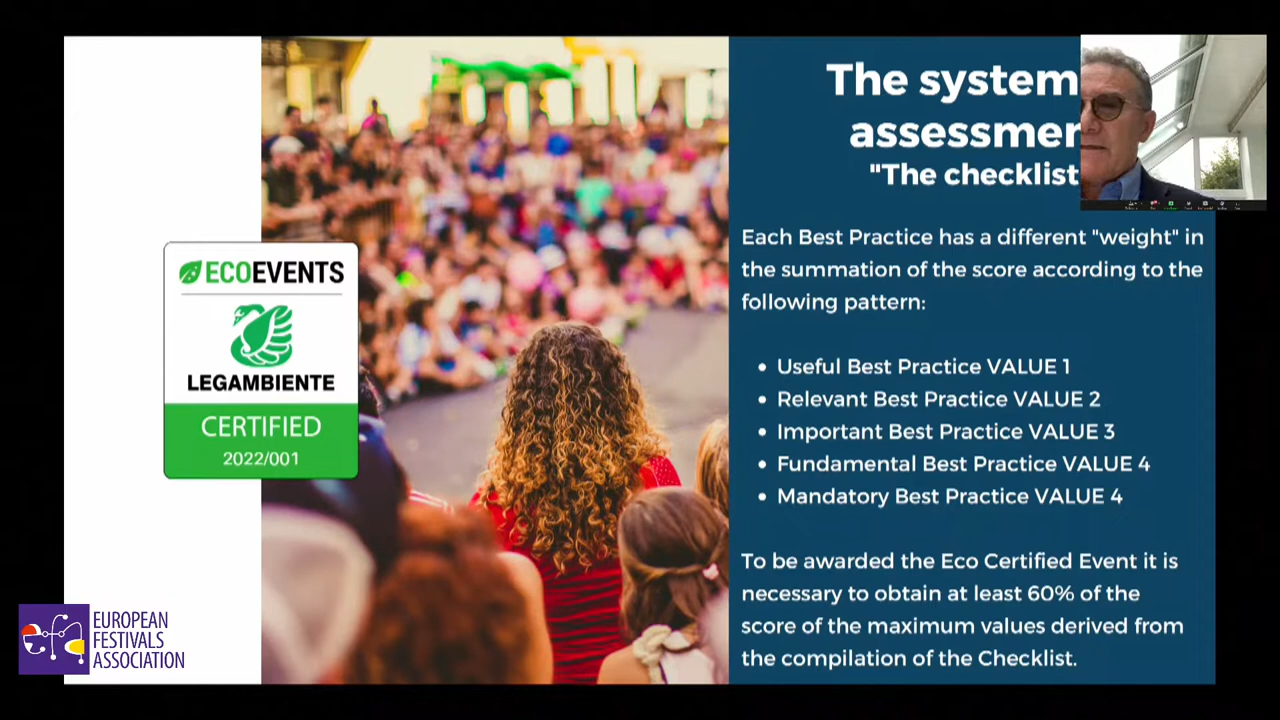 The system
assessmen
"The checklist
Each Best Practice has a different "weight" in
the summation of the score according to the
following pattern:
• Useful Best Practice VALUE 1
• Relevant Best Practice VALUE 2
• Important Best Practice VALUE 3
• Fundamental Best Practice VALUE 4
• Mandatory Best Practice VALUE 4
To be awarded the Eco Certified Event it is
necessary to obtain at least 60% of the
score of the maximum values derived from
the compilation of the Checklist.
ECOEVENTS
LEGAMBIENTE
CERTIFIED
2022/001
EUROPEAN
FESTIVALS
ASSOCIATION